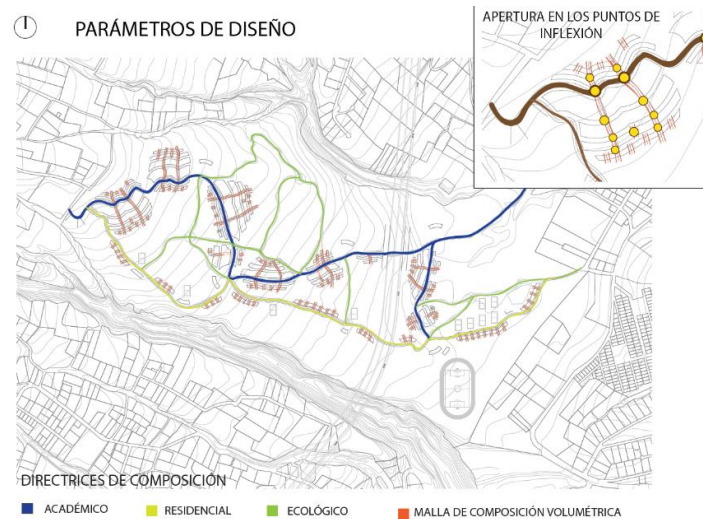 PARÁMETROS DE DISEÑO
APERTURA EN LOS PUNTOS DE
INFLEXIÓN
DIRECTRICES DE COMPOSICIÓN
ACADÉMICO
RESIDENCIAL
ECOLÓGICO
MALLA DE COMPOSICIÓN VOLUMÉTRICA